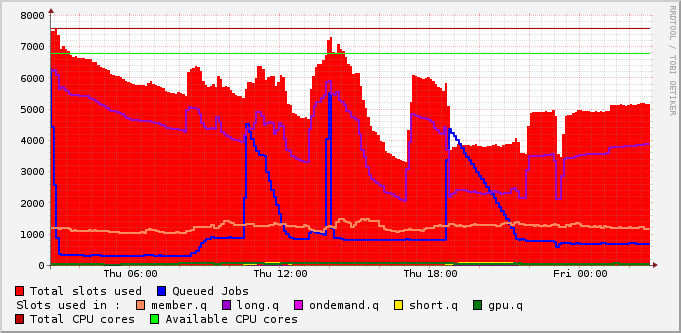 8000
7000
6000
5000
4000
3000
2000
1000
0
Thu 06:00 Thu 12:00 Thu 18:00 Fri 00:00
Total slots used Queued Jobs
Slots used in : member.q long.q ondemand.q short.q gpu.q
Total CPU cores Available CPU cores
RRDTOOL / TOBI OETIKER